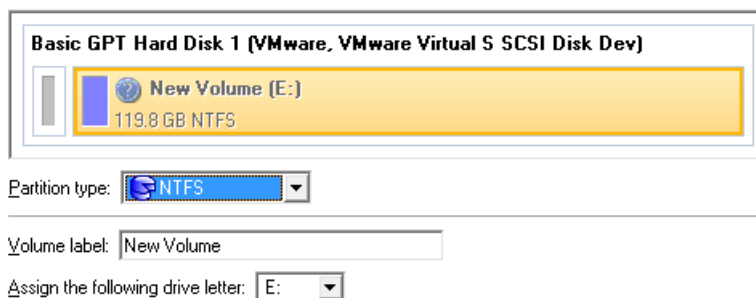 Basic GPT Hard Disk 1 (VMware, VMware Virtual S SCSI Disk Dev)
New Volume (E:)
119.8 GB NTFS
Partition type: NTFS
Volume label: New Volume
Assign the following drive letter: E: